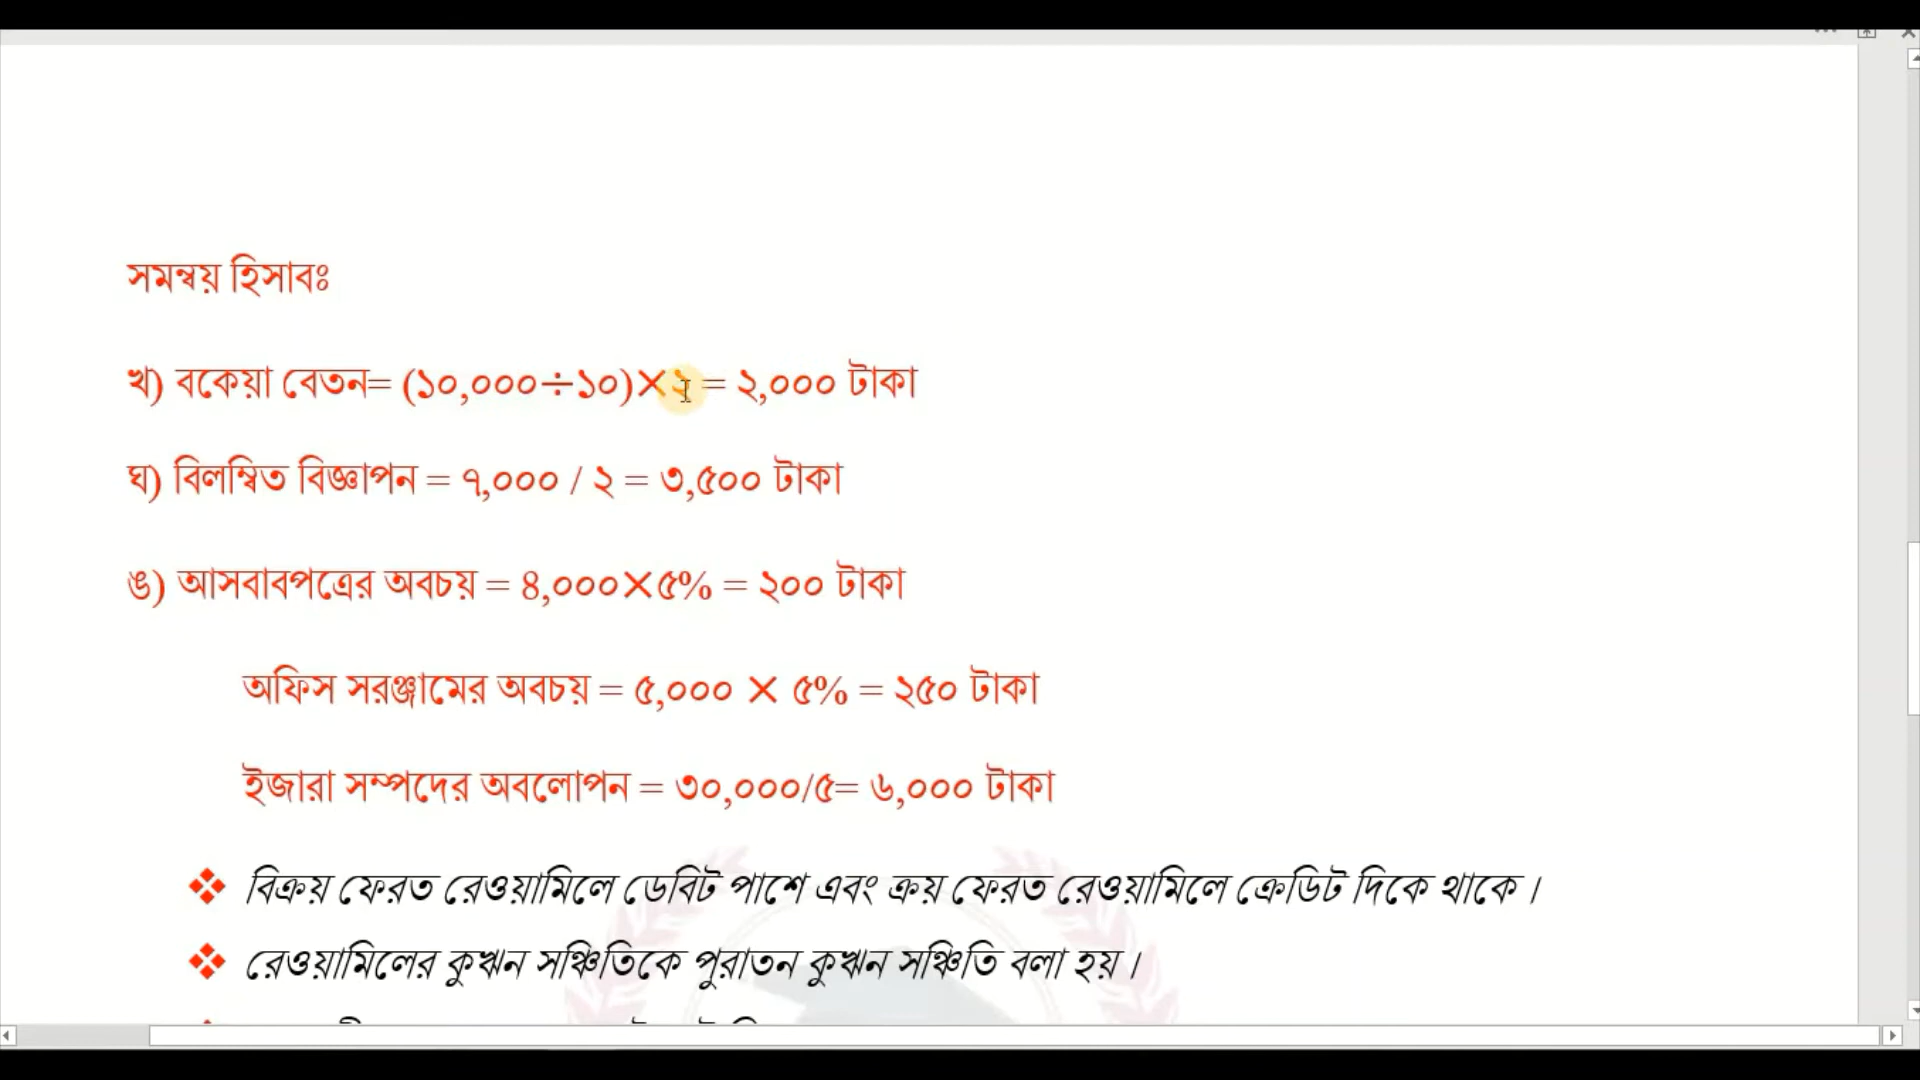 সমন্বয় হিসাবঃ
খ) বকেয়া বেতন= (১০,০০০÷১০)×২ = ২,০০০ টাকা
ঘ) বিলম্বিত বিজ্ঞাপন = ৭,০০০ / ২ = ৩,৫০০ টাকা
ঙ) আসবাবপত্রের অবচয় = 8,০০০×৫% = ২০০ টাকা
অফিস সরঞ্জামের অবচয় = ৫,০০০ × ৫% = ২৫০ টাকা
ইজারা সম্পদের অবলোপন = ৩০,০০০/৫= ৬,০০০ টাকা
❖ বিক্রয় ফেরত রেওয়ামিলে ডেবিট পাশে এবং ক্রয় ফেরত রেওয়ামিলে ক্রেডিট দিকে থাকে।
❖ রেওয়ামিলের কুঋন সঞ্চিতিকে পুরাতন কুঋন সঞ্চিতি বলা হয়।